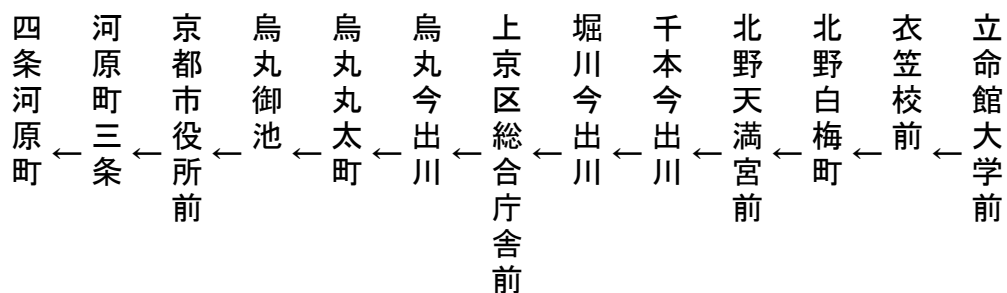 立命館大学前
←
衣笠校前
←
北野白梅町
←
北野天満宮前
←
千本今出川
←
堀川今出川
←
上京区総合庁舎前
←
烏丸今出川
←
烏丸丸太町
←
烏丸御池
←
京都市役所前
←
河原町三条
←
四条河原町